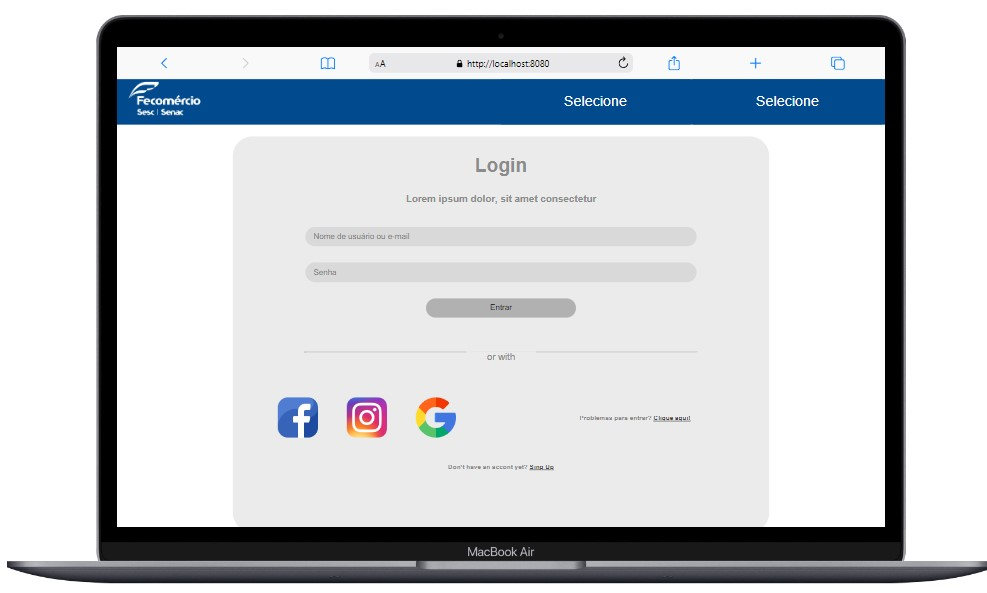 AA http://localhost:8080
Fecomércio
Sesc | Senac
Selecione
Selecione
Login
Lorem ipsum dolor, sit amet consectetur
Nome de usuário ou e-mail
Senha
Entrar
or with
Problemas para entrar? Clique aqui!
Don't have an accont yet? Sing Up
MacBook Air